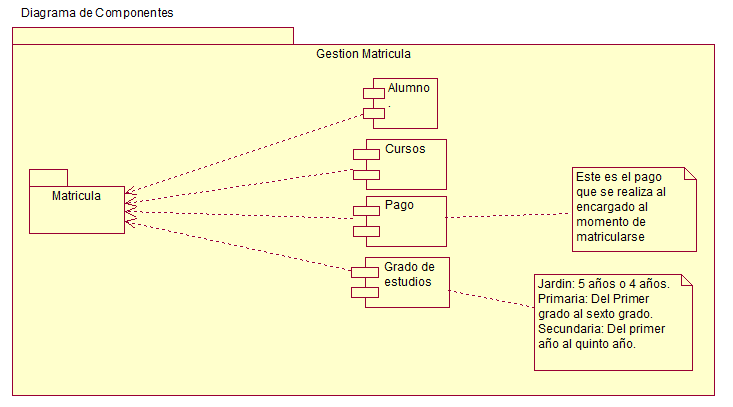 Diagrama de Componentes
Gestion Matricula
Alumno
.
Cursos
Matricula
Pago
Este es el pago
que se realiza al
encargado al
momento de
matricularse
Grado de
estudios
Jardin: 5 años o 4 años.
Primaria: Del Primer
grado al sexto grado.
Secundaria: Del primer
año al quinto año.